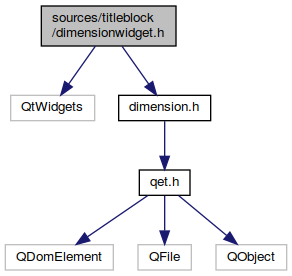 sources/titleblock
/dimensionwidget.h
QtWidgets
dimension.h
qet.h
QDomElement
QFile
QObject